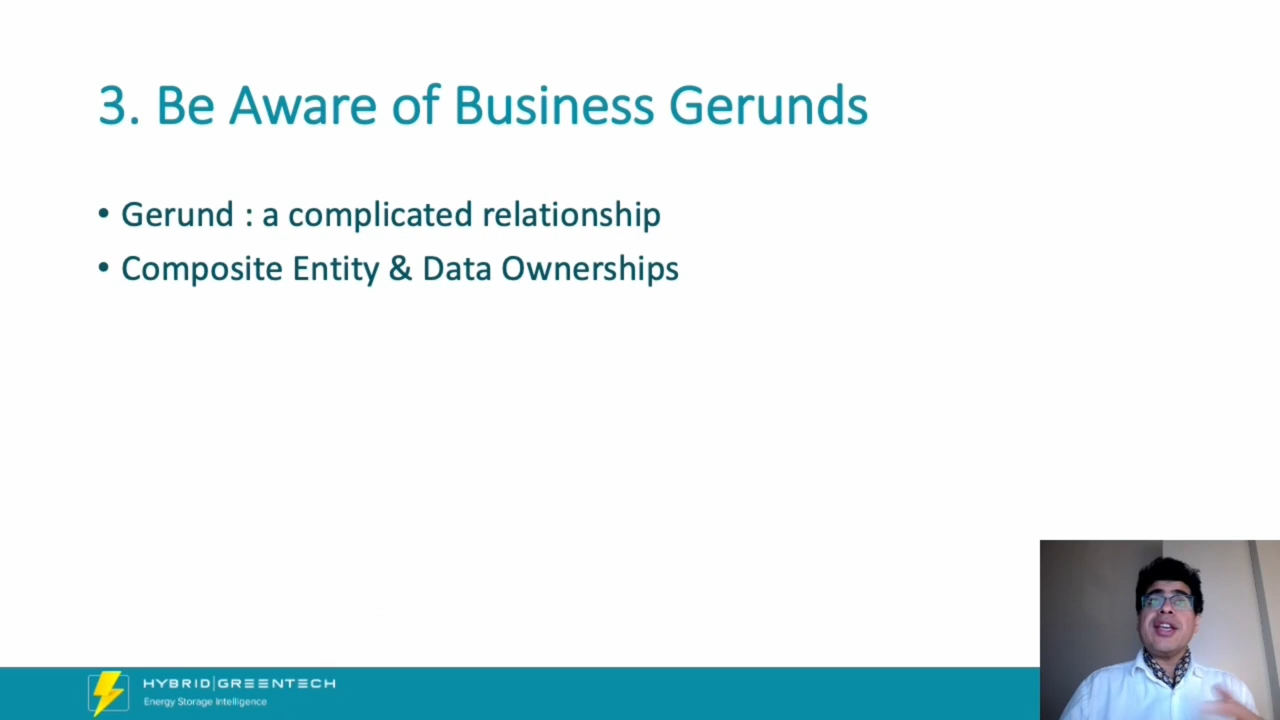 3. Be Aware of Business Gerunds
• Gerund : a complicated relationship
• Composite Entity & Data Ownerships
HYBRID|GREENTECH
Energy Storage Intelligence